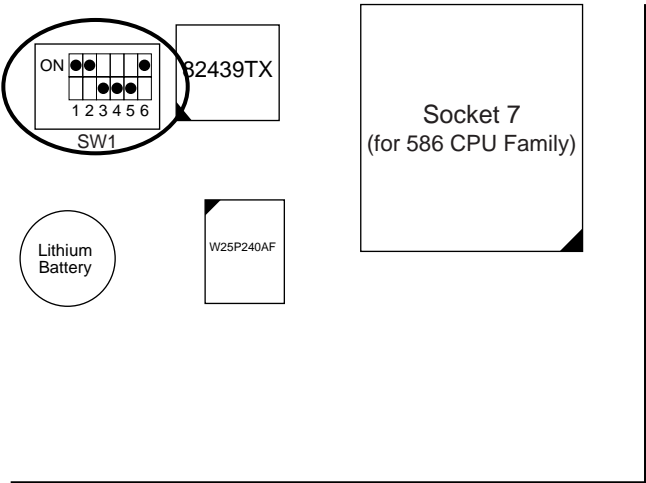 ON
1 2 3 4 5 6
SW1
82439TX
Socket 7
(for 586 CPU Family)
Lithium
Battery
W25P240AF